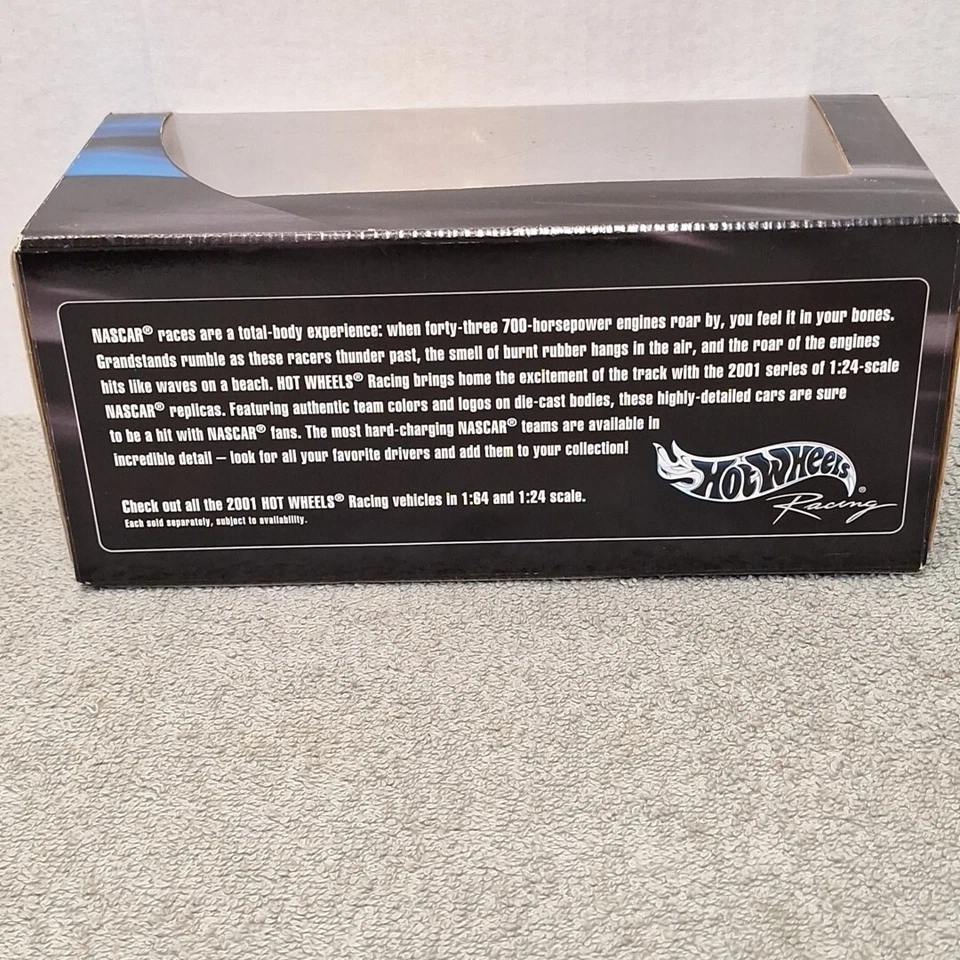 NASCAR® races are a total-body experience: when forty-three 700-horsepower engines roar by, you feel it in your bones.
Grandstands rumble as these racers thunder past, the smell of burnt rubber hangs in the air, and the roar of the engines
hits like waves on a beach. HOT WHEELS® Racing brings home the excitement of the track with the 2001 series of 1:24-scale
NASCAR® replicas. Featuring authentic team colors and logos on die-cast bodies, these highly-detailed cars are sure
to be a hit with NASCAR® fans. The most hard-charging NASCAR® teams are available in
incredible detail – look for all your favorite drivers and add them to your collection!
Check out all the 2001 HOT WHEELS® Racing vehicles in 1:64 and 1:24 scale.
Each sold separately, subject to availability.
Hot Wheels®
Racing